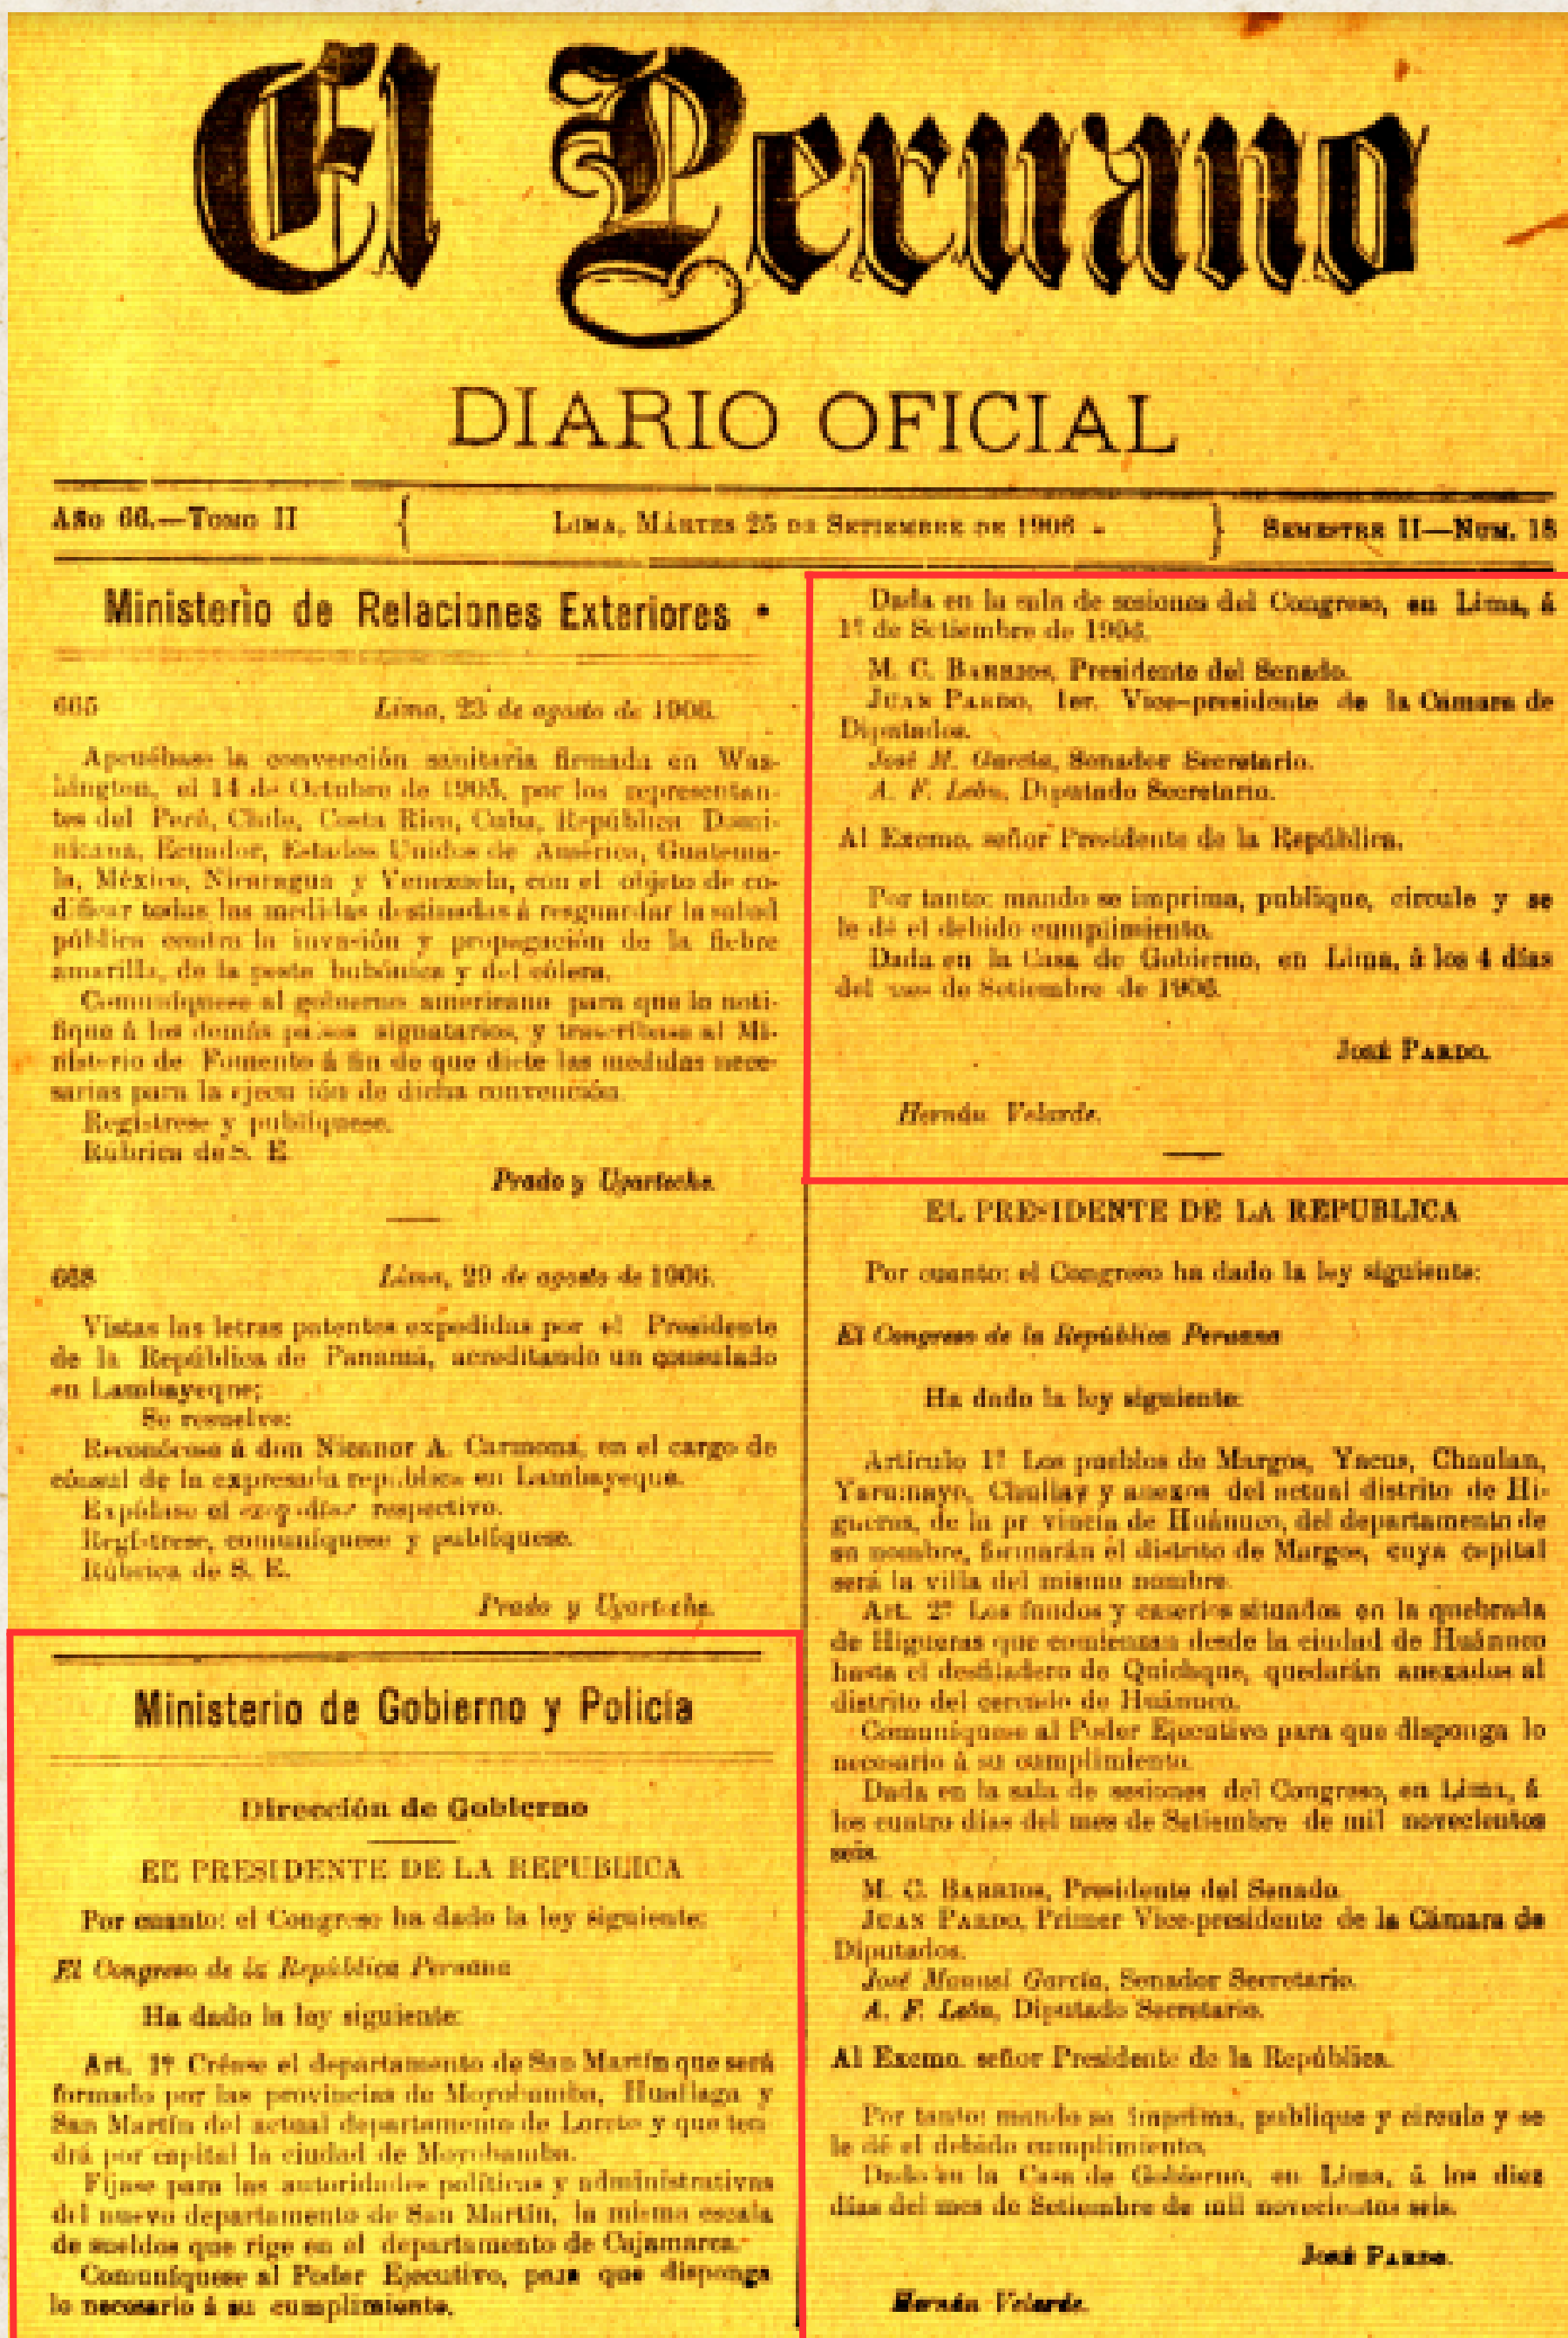 El Peruano
DIARIO OFICIAL
AÑO 66.—TOMO II
LIMA, MÁRTES 25 DE SETIEMBRE DE 1906
SEMESTRE II—NUM. 18
Ministerio de Relaciones Exteriores
665 Lima, 23 de agosto de 1906.
Apruébase la convención sanitaria firmada en Was-
hington, el 14 de Octubre de 1905, por los representan-
tes del Perú, Chile, Costa Rica, Cuba, República Domi-
nicana, Ecuador, Estados Unidos de América, Guatema-
la, México, Nicaragua y Venezuela, con el objeto de co-
dificar todas las medidas destinadas á resguardar la salud
pública contra la invasión y propagación de la fiebre
amarilla, de la peste bubónica y del cólera.
Comuníquese al gobierno americano para que lo noti-
fique á los demás países signatarios, y trascríbase al Mi-
nisterio de Fomento á fin de que dicte las medidas nece-
sarias para la ejecu ión de dicha convención.
Regístrese y publíquese.
Rúbrica de S. E
Prado y Ugarteche.
668 Lima, 29 de agosto de 1906.
Vistas las letras patentes expedidas por el Presidente
de la República de Panamá, acreditando un consulado
en Lambayeque;
Se resuelve:
Reconócese á don Nicanor A. Carmona, en el cargo de
cónsul de la expresada república en Lambayeque.
Expídase el respectivo.
Regístrese, comuníquese y publíquese.
Rúbrica de S. E.
Prado y Ugarteche.
Ministerio de Gobierno y Policía
Dirección de Gobierno
EL PRESIDENTE DE LA REPUBLICA
Por cuanto: el Congreso ha dado la ley siguiente:
El Congreso de la República Peruana
Ha dado la ley siguiente:
Art. 1º Créase el departamento de San Martín que será
formado por las provincias de Moyobamba, Huallaga y
San Martín del actual departamento de Loreto y que ten
drá por capital la ciudad de Moyobamba.
Fíjase para las autoridades políticas y administrativas
del nuevo departamento de San Martín, la misma escala
de sueldos que rige en el departamento de Cajamarca.
Comuníquese al Poder Ejecutivo, para que disponga
lo necesario á su cumplimiento.
Dada en la sala de sesiones del Congreso, en Lima, á
1º de Setiembre de 1906.
M. C. BARRIOS, Presidente del Senado.
JUAN PARDO, 1er. Vice-presidente de la Cámara de
Diputados.
José M. García, Senador Secretario.
A. F. León, Diputado Secretario.
Al Excmo. señor Presidente de la República.
Por tanto: mando se imprima, publique, circule y se
le dé el debido cumplimiento.
Dada en la Casa de Gobierno, en Lima, á los 4 días
del mes de Setiembre de 1906.
JOSÉ PARDO.
Hernán Velarde.
EL PRESIDENTE DE LA REPUBLICA
Por cuanto: el Congreso ha dado la ley siguiente:
El Congreso de la República Peruana
Ha dado la ley siguiente:
Artículo 1º Los pueblos de Margos, Yacus, Chaulan,
Yarumayo, Chullay y anexos del actual distrito de Hi-
gueros, de la pr vincia de Huánuco, del departamento de
su nombre, formarán el distrito de Margos, cuya capital
será la villa del mismo nombre.
Art. 2º Los fundos y caseríos situados en la quebrada
de Higueras que comienzan desde la ciudad de Huánuco
hasta el desfiladero de Quichque, quedarán anexados al
distrito del cercado de Huánuco.
Comuníquese al Poder Ejecutivo para que disponga lo
necesario á su cumplimiento.
Dada en la sala de sesiones del Congreso, en Lima, á
los cuatro días del mes de Setiembre de mil novecientos
seis.
M. C. BARRIOS, Presidente del Senado.
JUAN PARDO, Primer Vice-presidente de la Cámara de
Diputados.
José Manuel García, Senador Secretario.
A. F. León, Diputado Secretario.
Al Excmo. señor Presidente de la República.
Por tanto: mando se imprima, publique y circule y se
le dé el debido cumplimiento.
Dado en la Casa de Gobierno, en Lima, á los diez
días del mes de Setiembre de mil novecientos seis.
JOSÉ PARDO.
Hernán Velarde.